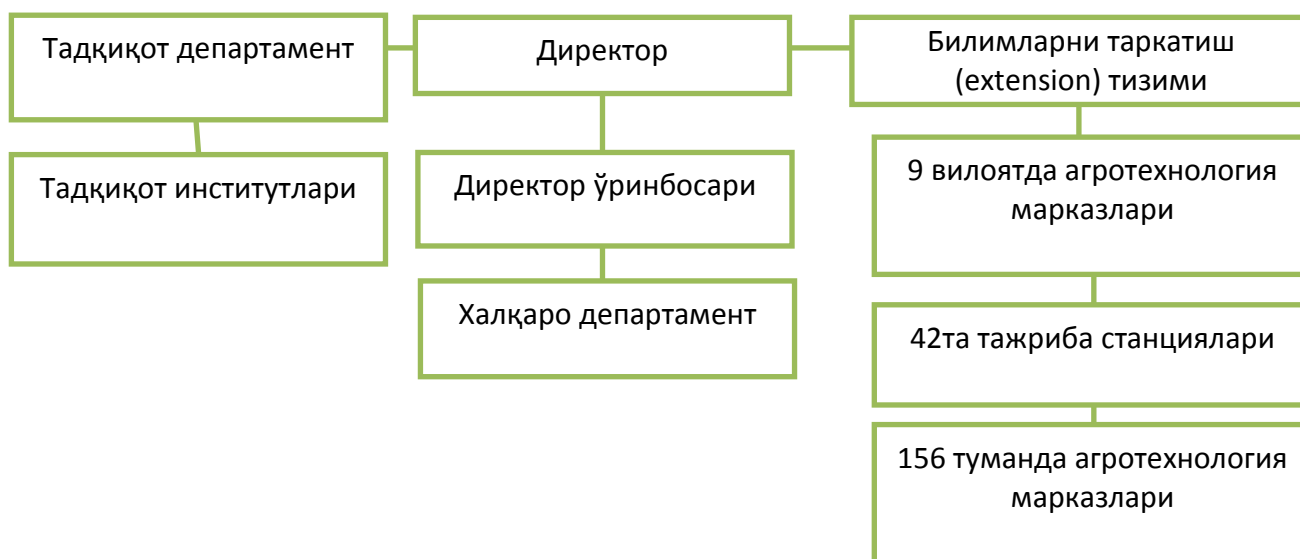 Тадқиқот департамент
Директор
Билимларни таркатиш
(extension) тизими
Тадқиқот институтлари
Директор ўринбосари
9 вилоятда агротехнология
марказлари
Халқаро департамент
42та тажриба станциялари
156 туманда агротехнология
марказлари